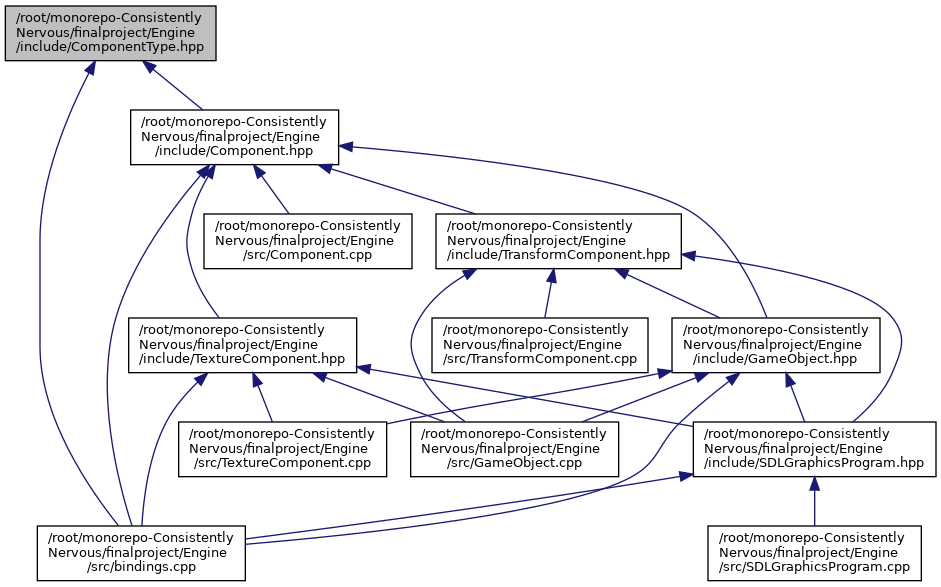 /root/monorepo-Consistently
Nervous/finalproject/Engine
/include/ComponentType.hpp
/root/monorepo-Consistently
Nervous/finalproject/Engine
/include/Component.hpp
/root/monorepo-Consistently
Nervous/finalproject/Engine
/src/Component.cpp
/root/monorepo-Consistently
Nervous/finalproject/Engine
/include/TransformComponent.hpp
/root/monorepo-Consistently
Nervous/finalproject/Engine
/include/TextureComponent.hpp
/root/monorepo-Consistently
Nervous/finalproject/Engine
/src/TransformComponent.cpp
/root/monorepo-Consistently
Nervous/finalproject/Engine
/include/GameObject.hpp
/root/monorepo-Consistently
Nervous/finalproject/Engine
/src/TextureComponent.cpp
/root/monorepo-Consistently
Nervous/finalproject/Engine
/src/GameObject.cpp
/root/monorepo-Consistently
Nervous/finalproject/Engine
/include/SDLGraphicsProgram.hpp
/root/monorepo-Consistently
Nervous/finalproject/Engine
/src/bindings.cpp
/root/monorepo-Consistently
Nervous/finalproject/Engine
/src/SDLGraphicsProgram.cpp